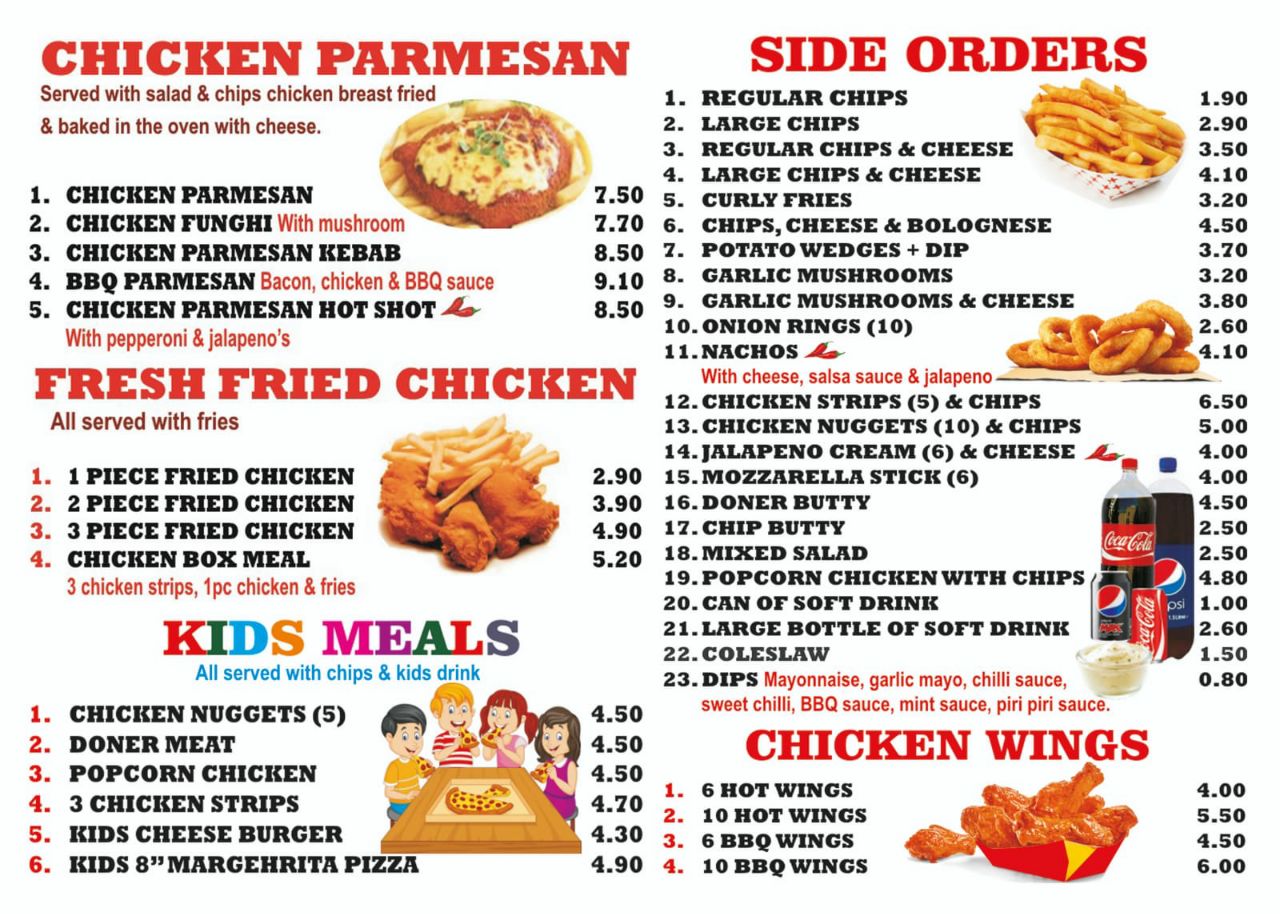 CHICKEN PARMESAN
Served with salad & chips chicken breast fried
& baked in the oven with cheese.
1. CHICKEN PARMESAN 7.50
2. CHICKEN FUNGHI With mushroom 7.70
3. CHICKEN PARMESAN KEBAB 8.50
4. BBQ PARMESAN Bacon, chicken & BBQ sauce 9.10
5. CHICKEN PARMESAN HOT SHOT 8.50
With pepperoni & jalapeno's
FRESH FRIED CHICKEN
All served with fries
1. 1 PIECE FRIED CHICKEN 2.90
2. 2 PIECE FRIED CHICKEN 3.90
3. 3 PIECE FRIED CHICKEN 4.90
4. CHICKEN BOX MEAL 5.20
3 chicken strips, 1pc chicken & fries
KIDS MEALS
All served with chips & kids drink
1. CHICKEN NUGGETS (5) 4.50
2. DONER MEAT 4.50
3. POPCORN CHICKEN 4.50
4. 3 CHICKEN STRIPS 4.70
5. KIDS CHEESE BURGER 4.30
6. KIDS 8” MARGEHRITA PIZZA 4.90
SIDE ORDERS
1. REGULAR CHIPS 1.90
2. LARGE CHIPS 2.90
3. REGULAR CHIPS & CHEESE 3.50
4. LARGE CHIPS & CHEESE 4.10
5. CURLY FRIES 3.20
6. CHIPS, CHEESE & BOLOGNESE 4.50
7. POTATO WEDGES + DIP 3.70
8. GARLIC MUSHROOMS 3.20
9. GARLIC MUSHROOMS & CHEESE 3.80
10. ONION RINGS (10) 2.60
11. NACHOS 4.10
With cheese, salsa sauce & jalapeno
12. CHICKEN STRIPS (5) & CHIPS 6.50
13. CHICKEN NUGGETS (10) & CHIPS 5.00
14. JALAPENO CREAM (6) & CHEESE 4.00
15. MOZZARELLA STICK (6) 4.00
16. DONER BUTTY 4.50
17. CHIP BUTTY 2.50
18. MIXED SALAD 2.50
19. POPCORN CHICKEN WITH CHIPS 4.80
20. CAN OF SOFT DRINK 1.00
21. LARGE BOTTLE OF SOFT DRINK 2.60
22. COLESLAW 1.50
23. DIPS Mayonnaise, garlic mayo, chilli sauce, 0.80
sweet chilli, BBQ sauce, mint sauce, piri piri sauce.
Coca-Cola
psi
MAX
Coca-Cola
CHICKEN WINGS
1. 6 HOT WINGS 4.00
2. 10 HOT WINGS 5.50
3. 6 BBQ WINGS 4.50
4. 10 BBQ WINGS 6.00